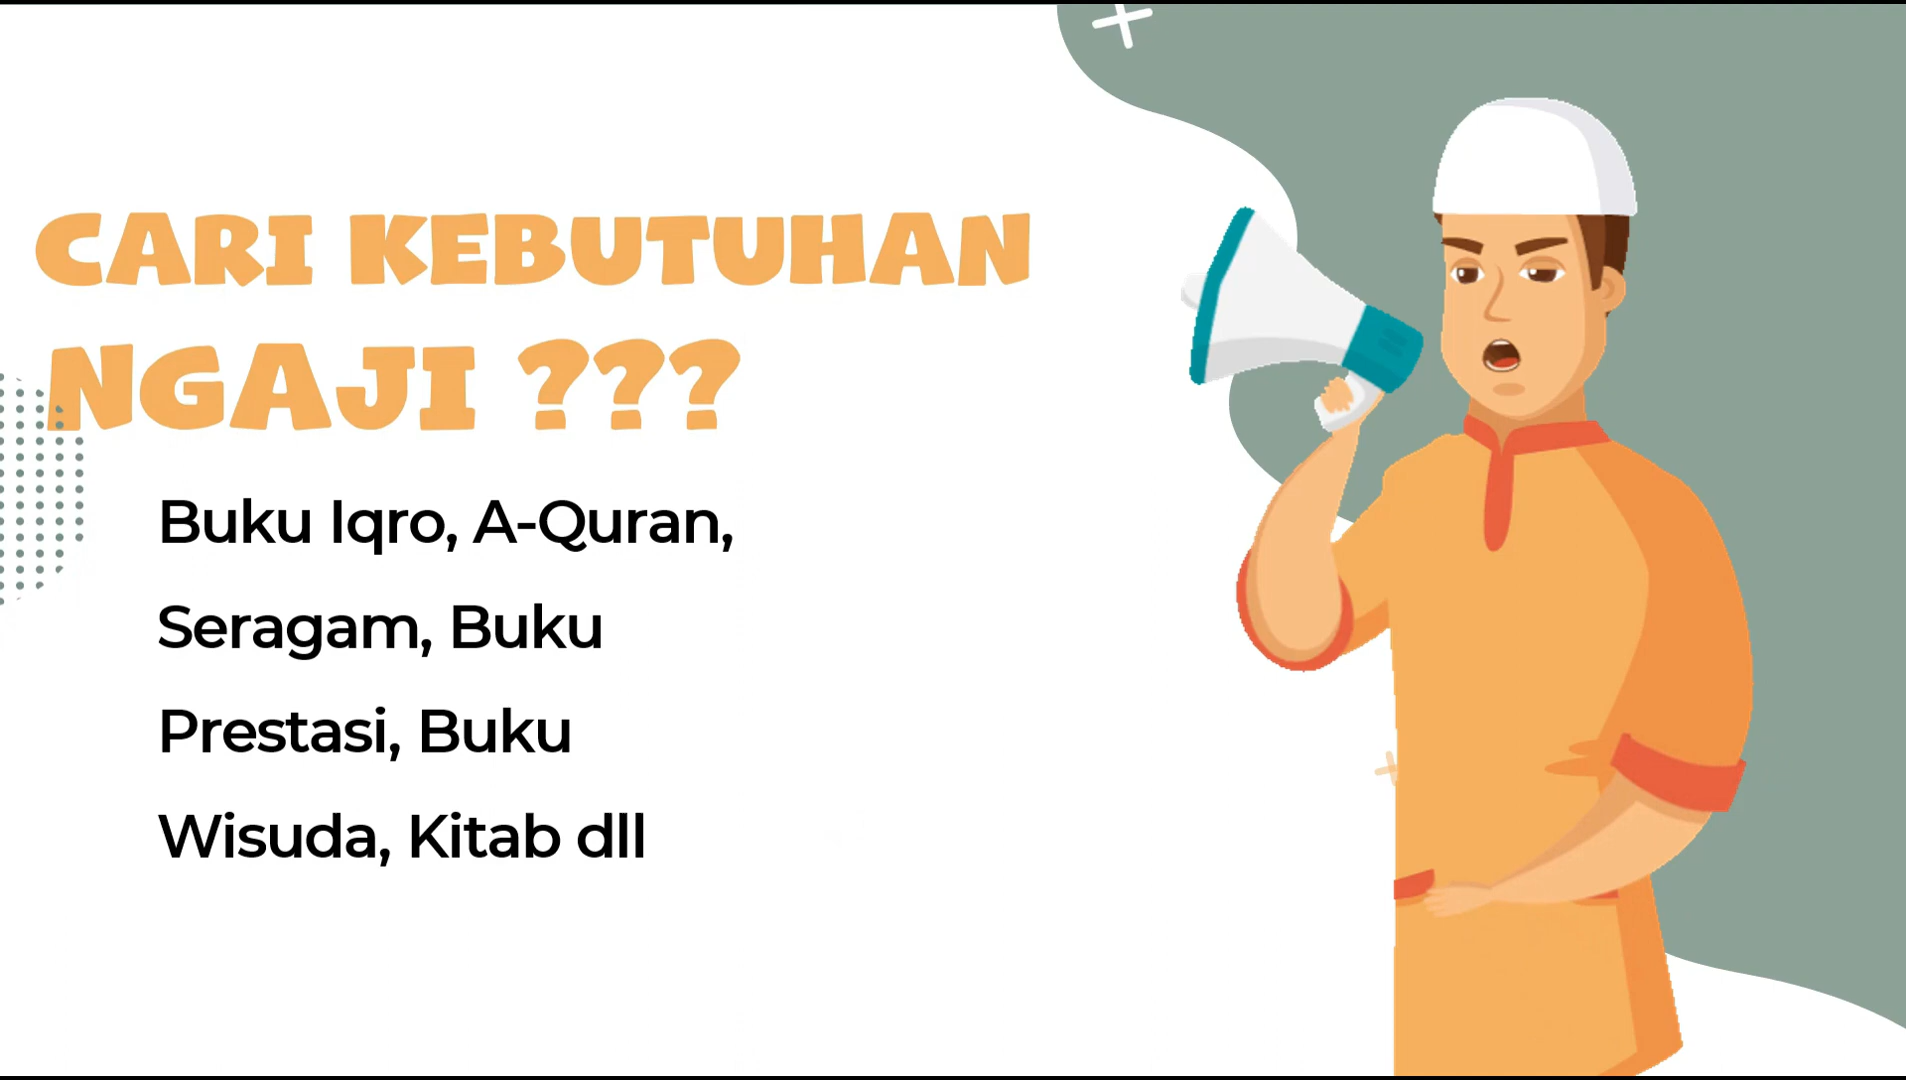 CARI KEBUTUHAN
NGAJI ???
Buku Iqro, A-Quran,
Seragam, Buku
Prestasi, Buku
Wisuda, Kitab dll